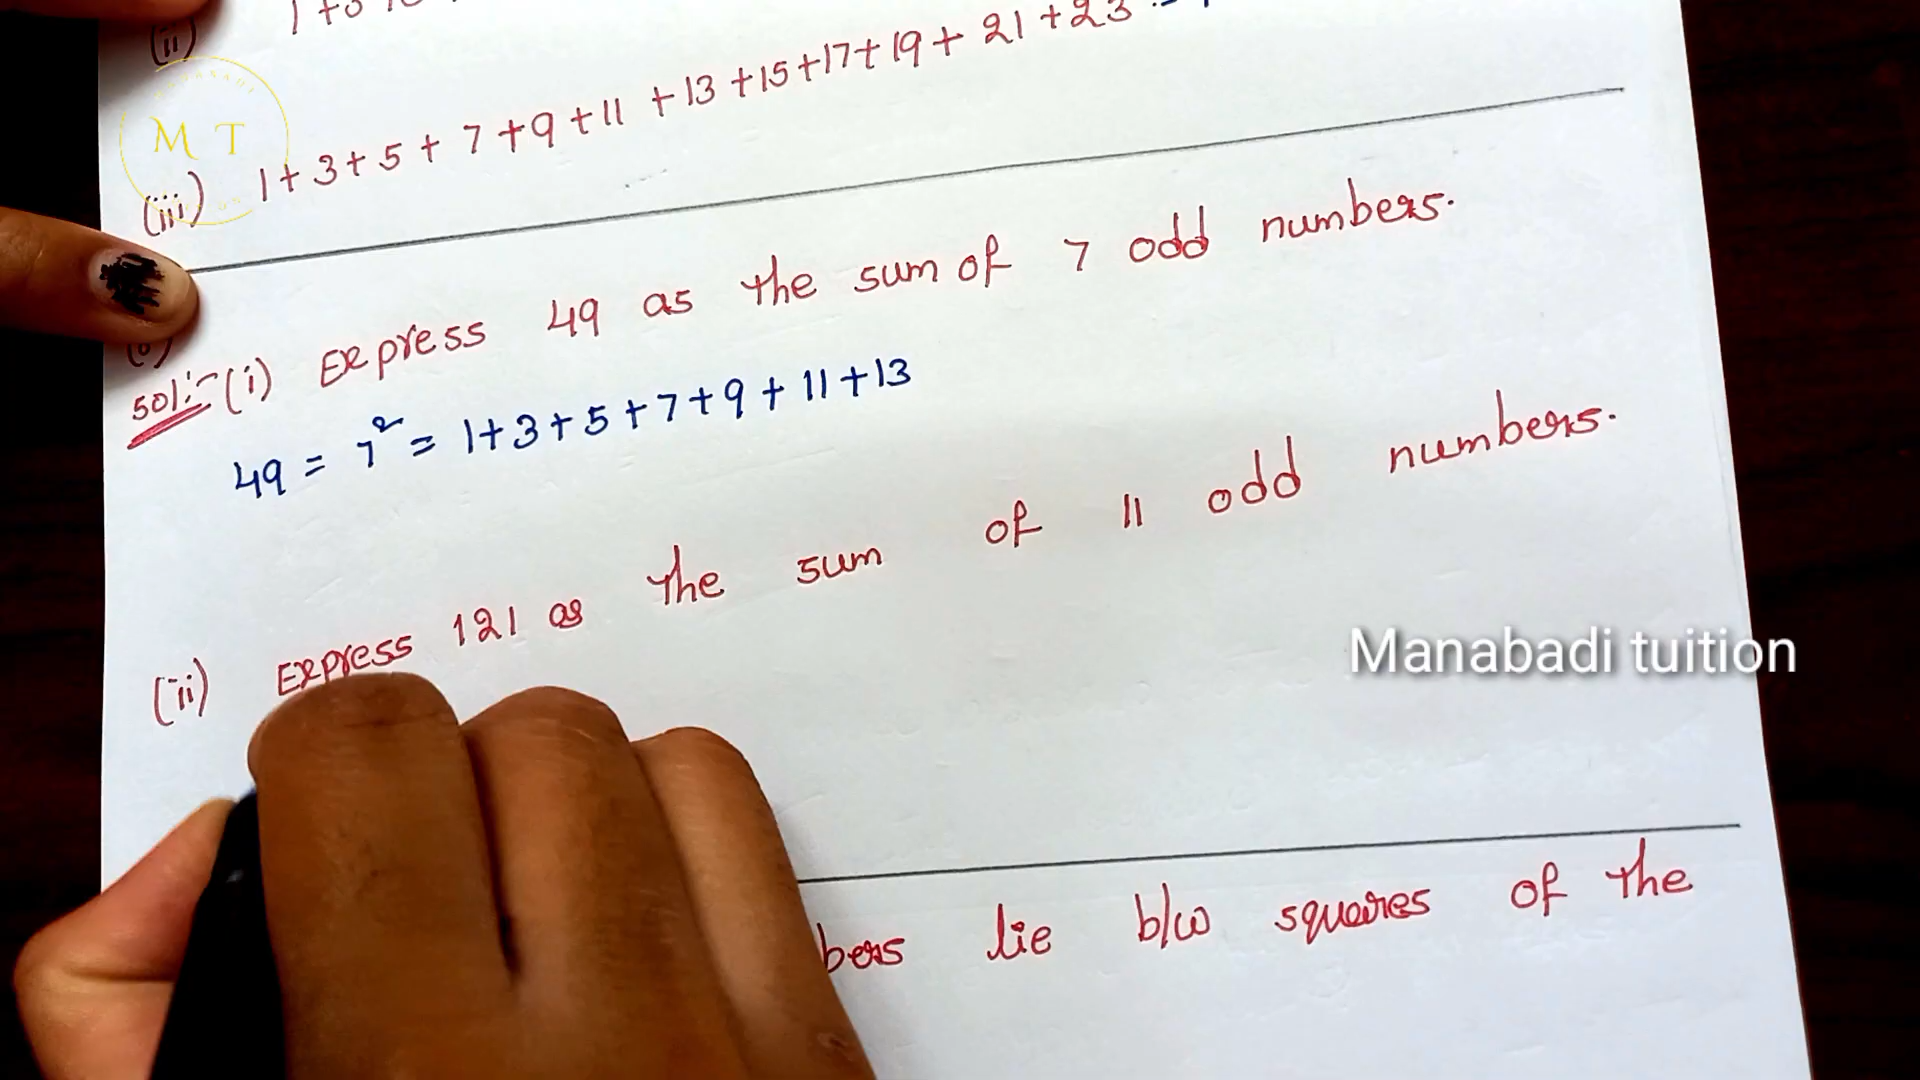 (ii) 1 to
(iii) 1+3+5+7+9+11+13+15+17+19+21+23
M T
sol:- (i) Express 49 as the sum of 7 odd numbers.
49 = 7² = 1+3+5+7+9+11+13
(ii) Express 121 as the sum of 11 odd numbers.
Manabadi tuition
bers lie b/w squares of the